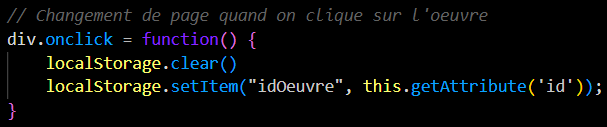 // Changement de page quand on clique sur l'oeuvre
div.onclick = function() {
    localStorage.clear()
    localStorage.setItem("idOeuvre", this.getAttribute('id'));
}